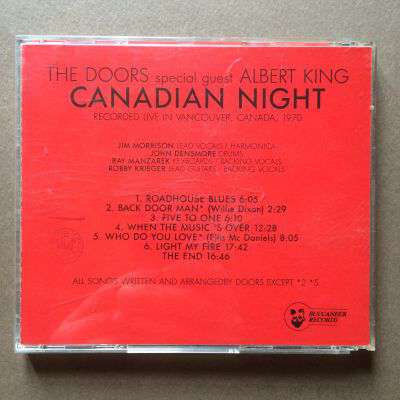 THE DOORS special guest ALBERT KING
CANADIAN NIGHT
RECORDED LIVE IN VANCOUVER, CANADA, 1970
JIM MORRISON LEAD VOCALS / HARMONICA
JOHN DENSMORE DRUMS
RAY MANZAREK KEYBOARDS / BACKING VOCALS
ROBBY KRIEGER LEAD GUITARS / BACKING VOCALS
1. ROADHOUSE BLUES 6:05
2. BACK DOOR MAN* (Willie Dixon) 2:29
3. FIVE TO ONE 6:10
4. WHEN THE MUSIC 'S OVER 12:28
5. WHO DO YOU LOVE* (Ellis Mc Daniels) 8:05
6. LIGHT MY FIRE 17:42
THE END 16:46
ALL SONGS WRITTEN AND ARRANGED BY DOORS EXCEPT *2 *5
BUCCANEER
RECORDS